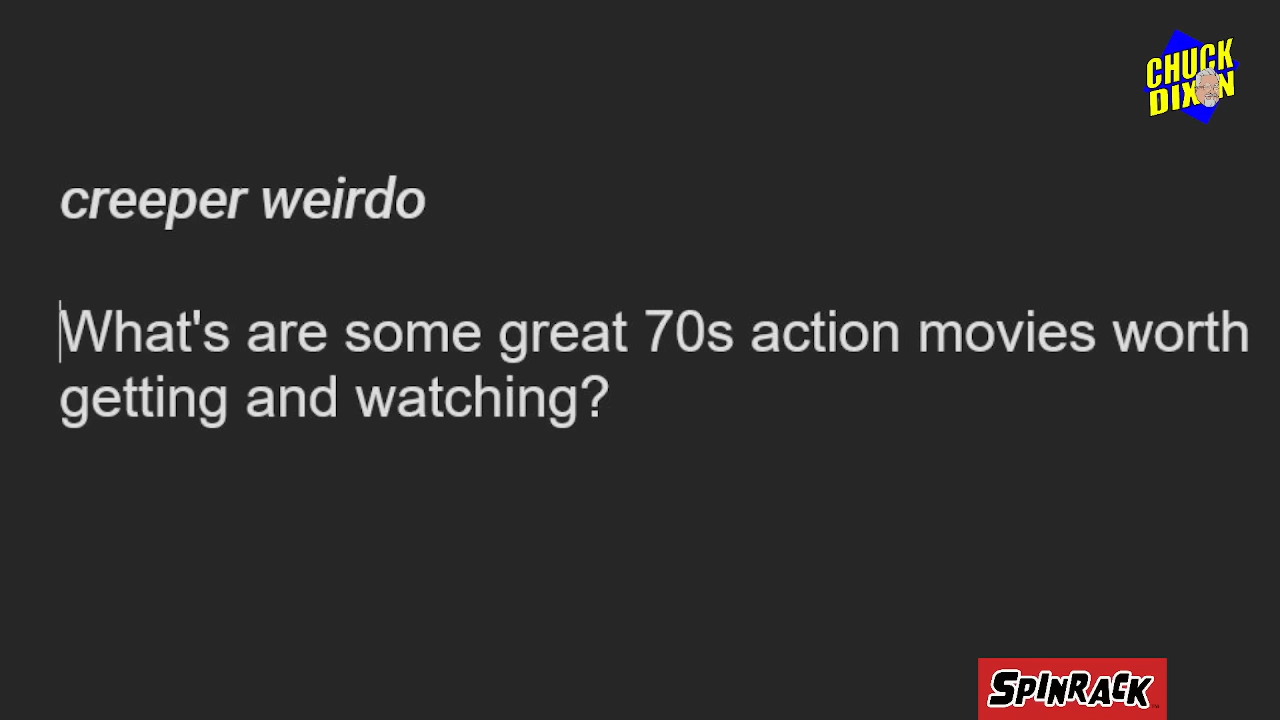 CHUCK
DIXON
creeper weirdo
What's are some great 70s action movies worth
getting and watching?
SPINRACK